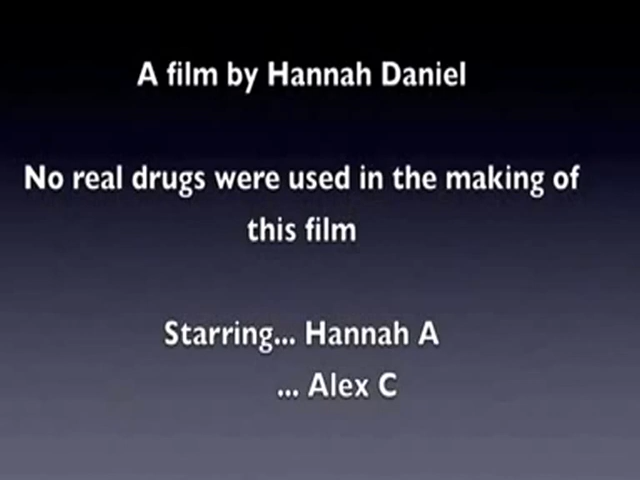 A film by Hannah Daniel
No real drugs were used in the making of
this film
Starring... Hannah A
... Alex C